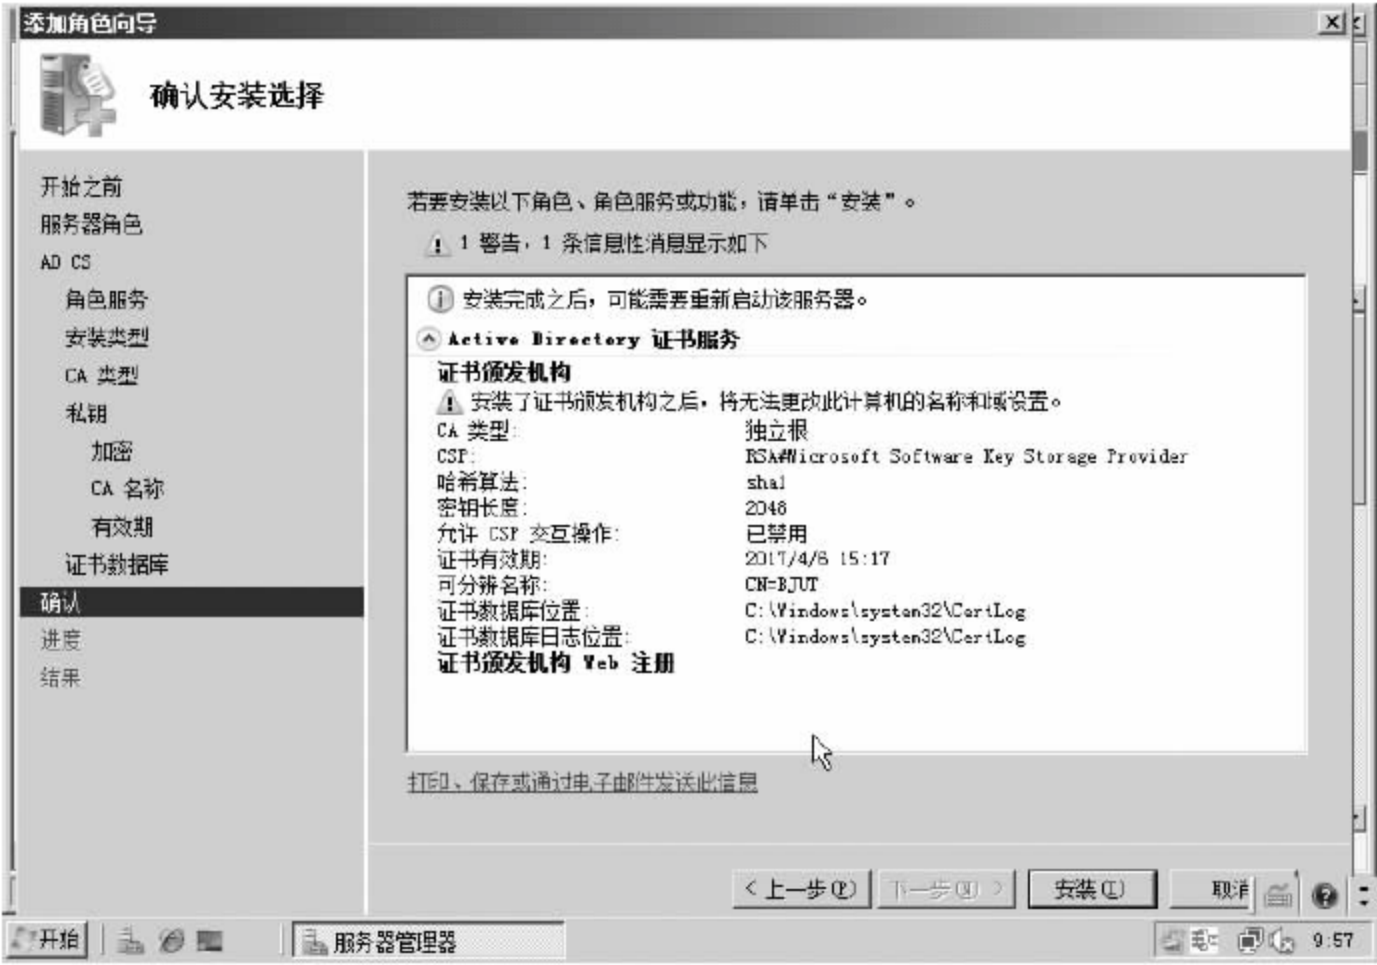 添加角色向导
确认安装选择
开始之前
服务器角色
AD CS
角色服务
安装类型
CA 类型
私钥
加密
CA 名称
有效期
证书数据库
确认
进度
结果
若要安装以下角色、角色服务或功能，请单击“安装”。
1 警告，1 条信息性消息显示如下
安装完成之后，可能需要重新启动该服务器。
Active Directory 证书服务
证书颁发机构
安装了证书颁发机构之后，将无法更改此计算机的名称和域设置。
CA 类型： 独立根
CSP： RSA#Microsoft Software Key Storage Provider
哈希算法： sha1
密钥长度： 2048
允许 CSP 交互操作： 已禁用
证书有效期： 2017/4/6 15:17
可分辨名称： CN=BJUT
证书数据库位置： C:\Windows\system32\CertLog
证书数据库日志位置： C:\Windows\system32\CertLog
证书颁发机构 Web 注册
打印、保存或通过电子邮件发送此信息
< 上一步(P) 下一步(N) > 安装(I) 取消
开始 服务器管理器 9:57